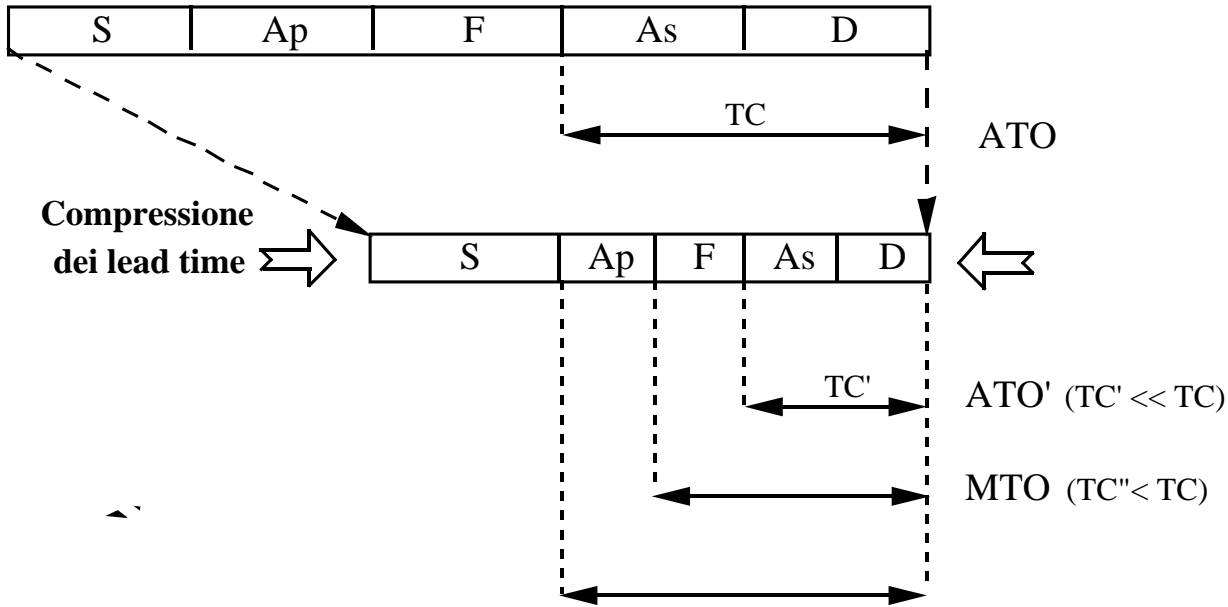 S Ap F As D
TC
ATO
Compressione
dei lead time
S Ap F As D
TC'
ATO' (TC' << TC)
MTO (TC"< TC)